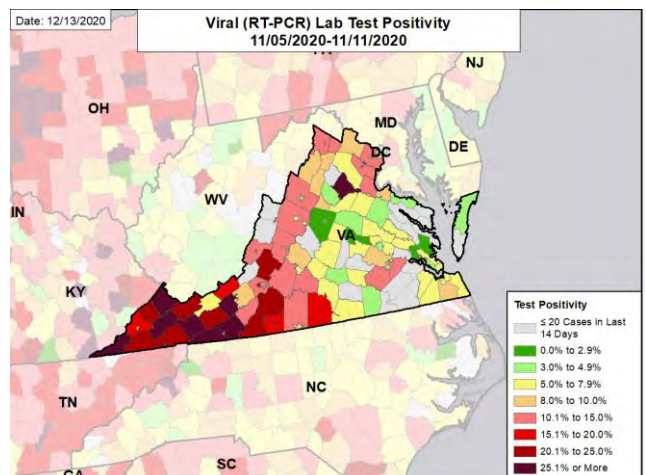 Date: 12/13/2020
Viral (RT-PCR) Lab Test Positivity
11/05/2020-11/11/2020
NJ
OH
MD
DC
DE
WV
IN
VA
KY
Test Positivity
≤ 20 Cases in Last
14 Days
0.0% to 2.9%
3.0% to 4.9%
5.0% to 7.9%
8.0% to 10.0%
10.1% to 15.0%
15.1% to 20.0%
20.1% to 25.0%
25.1% or More
NC
TN
SC